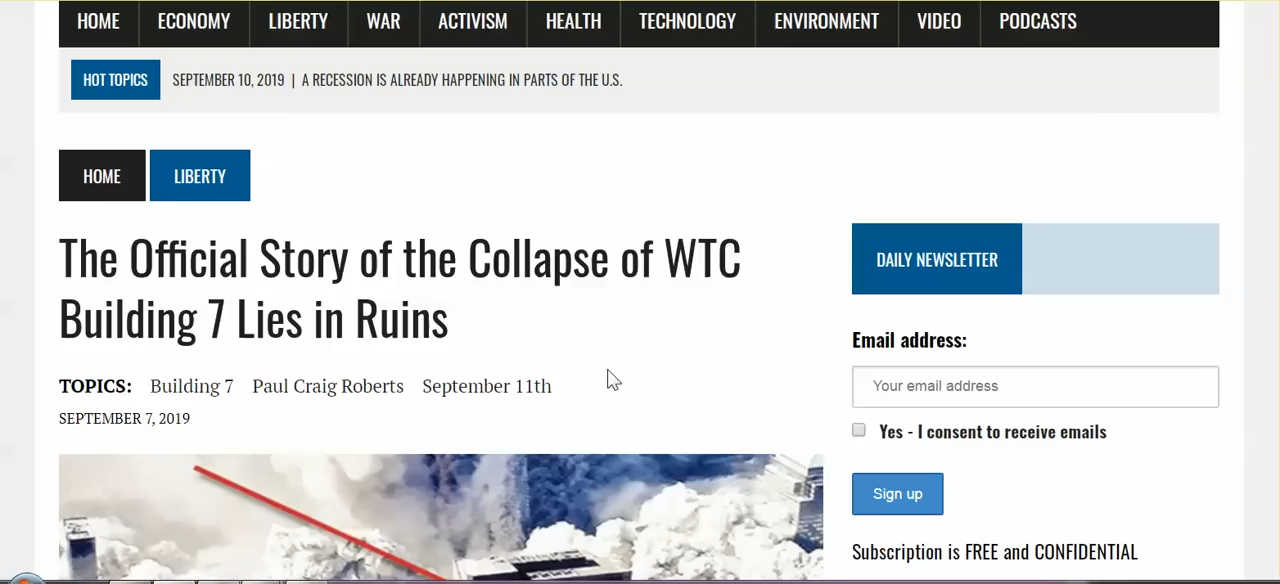 HOME ECONOMY LIBERTY WAR ACTIVISM HEALTH TECHNOLOGY ENVIRONMENT VIDEO PODCASTS
HOT TOPICS SEPTEMBER 10, 2019 | A RECESSION IS ALREADY HAPPENING IN PARTS OF THE U.S.
HOME LIBERTY
The Official Story of the Collapse of WTC
Building 7 Lies in Ruins
TOPICS: Building 7 Paul Craig Roberts September 11th
SEPTEMBER 7, 2019
DAILY NEWSLETTER
Email address:
Your email address
Yes - I consent to receive emails
Sign up
Subscription is FREE and CONFIDENTIAL